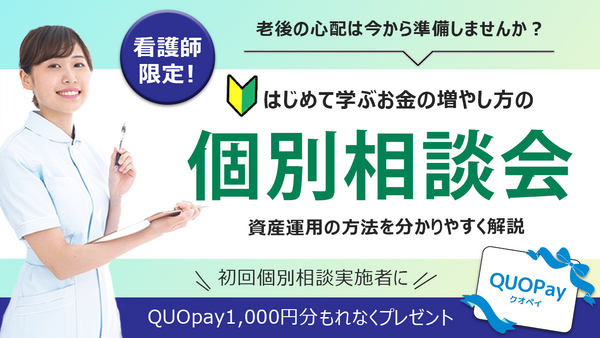 老後の心配は今から準備しませんか？
看護師
限定！
はじめて学ぶお金の増やし方の
個別相談会
資産運用の方法を分かりやすく解説
初回個別相談実施者に
QUOPay
クオペイ
QUOpay1,000円分もれなくプレゼント